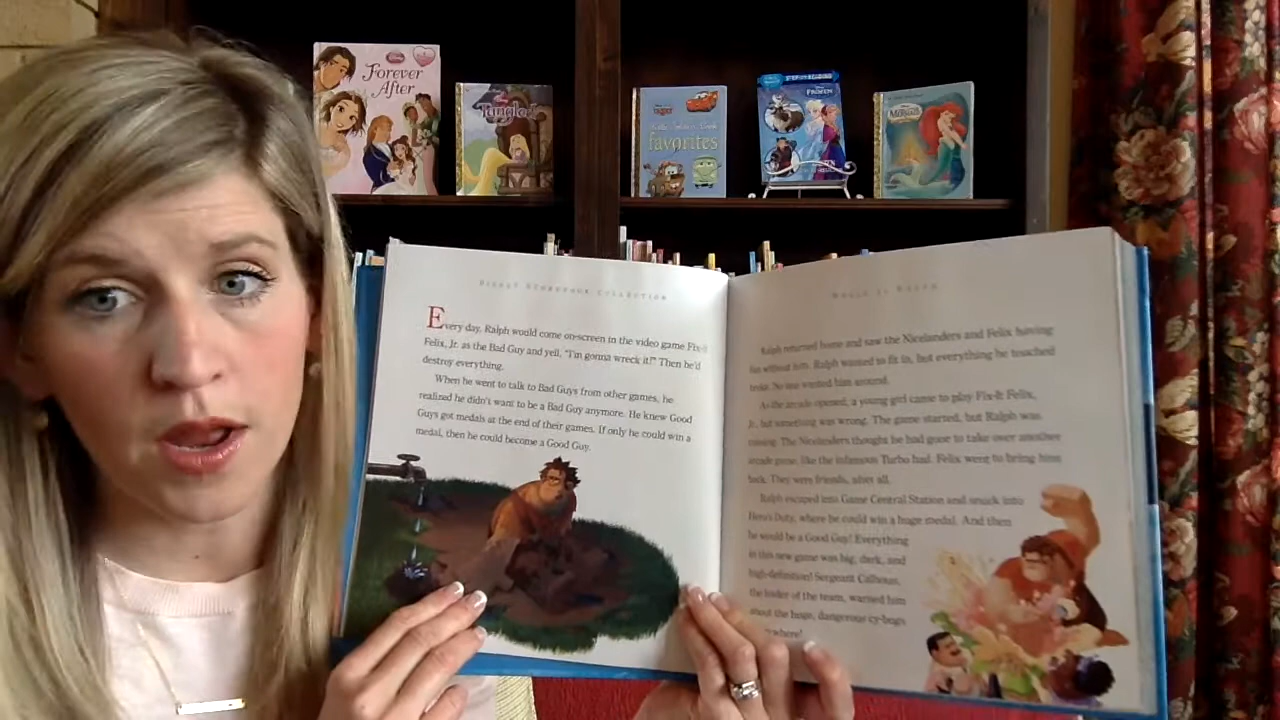 Forever
After
Tangled
favorites
FROZEN
DISNEY STORYBOOK COLLECTION
WRECK-IT RALPH
Every day, Ralph would come on-screen in the video game Fix-It
Felix, Jr. as the Bad Guy and yell, "I'm gonna wreck it!" Then he'd
destroy everything.
When he went to talk to Bad Guys from other games, he
realized he didn't want to be a Bad Guy anymore. He knew Good
Guys got medals at the end of their games. If only he could win a
medal, then he could become a Good Guy.
Ralph returned home and saw the Nicelanders and Felix having
fun without him. Ralph wanted to fit in, but everything he touched
broke. No one wanted him around.
As the arcade opened, a young girl came to play Fix-It Felix,
Jr., but something was wrong. The game started, but Ralph was
missing. The Nicelanders thought he had gone to take over another
arcade game, like the infamous Turbo had. Felix went to bring him
back. They were friends, after all.
Ralph escaped into Game Central Station and snuck into
Hero's Duty, where he could win a huge medal. And then
he would be a Good Guy! Everything
in this new game was big, dark, and
high-definition! Sergeant Calhoun,
the leader of the team, warned him
about the huge, dangerous cy-bugs